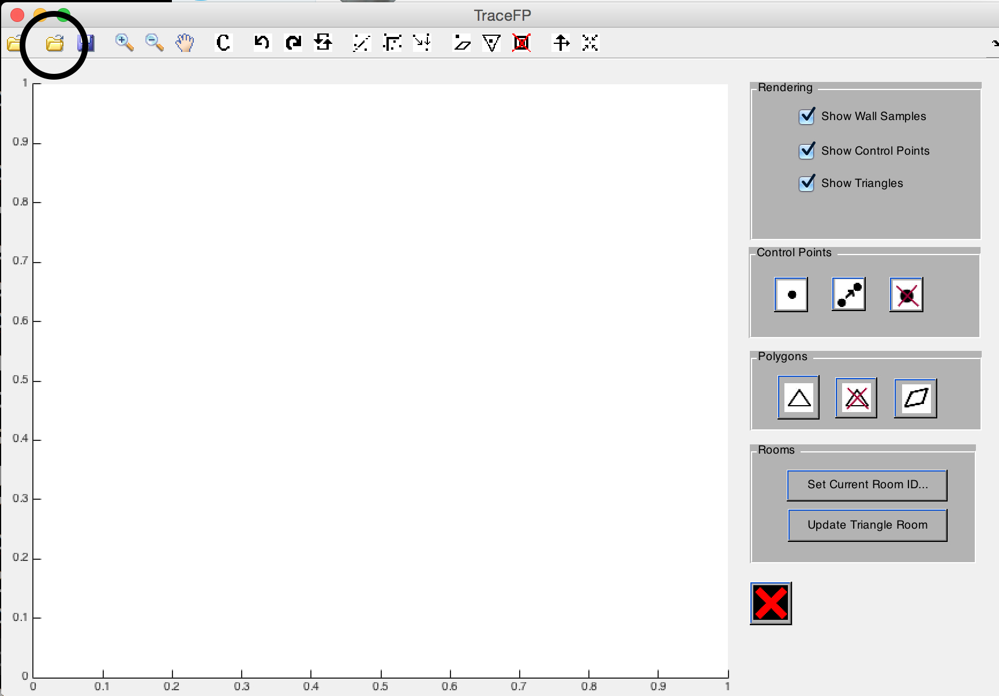 TraceFP
C
1
0.9
0.8
0.7
0.6
0.5
0.4
0.3
0.2
0.1
0
0 0.1 0.2 0.3 0.4 0.5 0.6 0.7 0.8 0.9 1
Rendering
Show Wall Samples
Show Control Points
Show Triangles
Control Points
Polygons
Rooms
Set Current Room ID...
Update Triangle Room